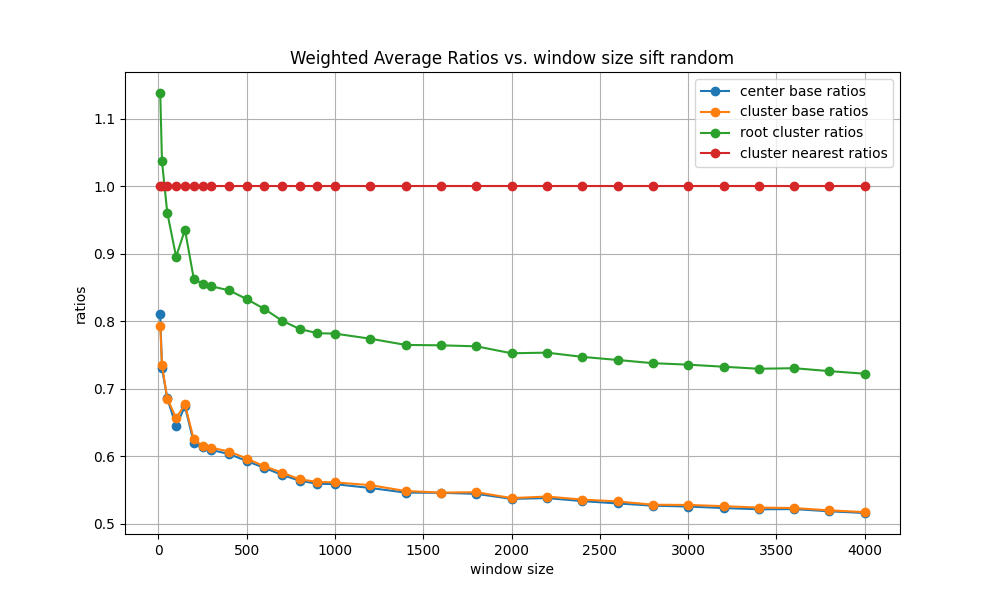 Weighted Average Ratios vs. window size sift random
center base ratios
cluster base ratios
root cluster ratios
cluster nearest ratios
ratios
1.1
1.0
0.9
0.8
0.7
0.6
0.5
0 500 1000 1500 2000 2500 3000 3500 4000
window size